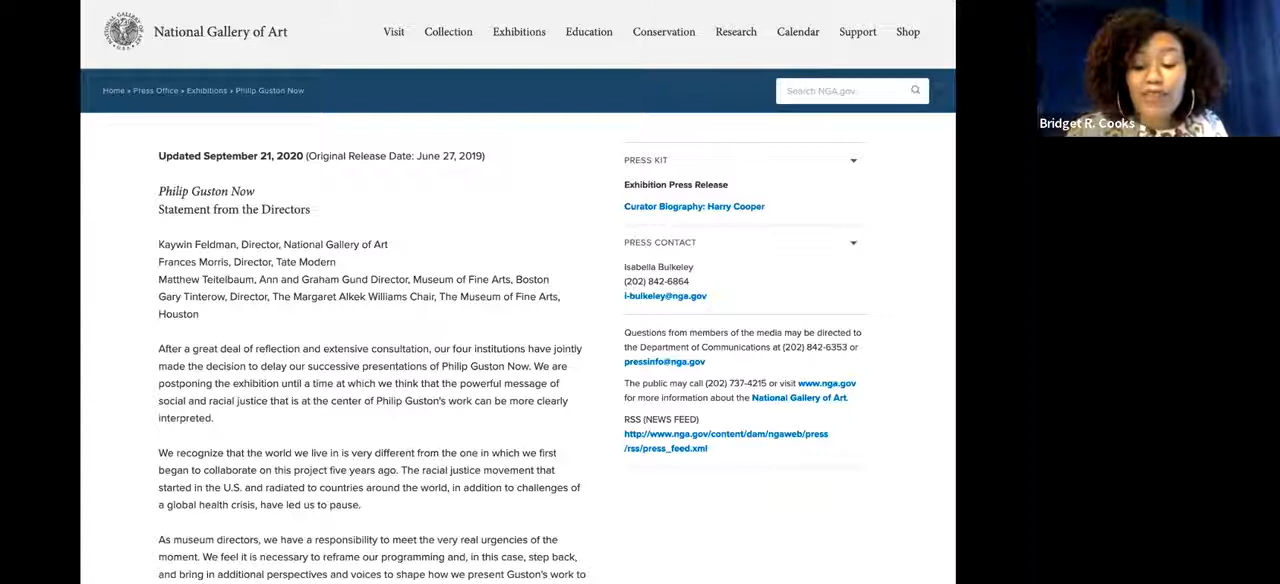 National Gallery of Art
Visit Collection Exhibitions Education Conservation Research Calendar Support Shop
Home » Press Office » Exhibitions » Philip Guston Now
Search NGA.gov.
Bridget R. Cooks
Updated September 21, 2020 (Original Release Date: June 27, 2019)
Philip Guston Now
Statement from the Directors
Kaywin Feldman, Director, National Gallery of Art
Frances Morris, Director, Tate Modern
Matthew Teitelbaum, Ann and Graham Gund Director, Museum of Fine Arts, Boston
Gary Tinterow, Director, The Margaret Alkek Williams Chair, The Museum of Fine Arts,
Houston
After a great deal of reflection and extensive consultation, our four institutions have jointly
made the decision to delay our successive presentations of Philip Guston Now. We are
postponing the exhibition until a time at which we think that the powerful message of
social and racial justice that is at the center of Philip Guston's work can be more clearly
interpreted.
We recognize that the world we live in is very different from the one in which we first
began to collaborate on this project five years ago. The racial justice movement that
started in the U.S. and radiated to countries around the world, in addition to challenges of
a global health crisis, have led us to pause.
As museum directors, we have a responsibility to meet the very real urgencies of the
moment. We feel it is necessary to reframe our programming and, in this case, step back,
and bring in additional perspectives and voices to shape how we present Guston's work to
PRESS KIT
Exhibition Press Release
Curator Biography: Harry Cooper
PRESS CONTACT
Isabella Bulkeley
(202) 842-6864
i-bulkeley@nga.gov
Questions from members of the media may be directed to
the Department of Communications at (202) 842-6353 or
pressinfo@nga.gov
The public may call (202) 737-4215 or visit www.nga.gov
for more information about the National Gallery of Art.
RSS (NEWS FEED)
http://www.nga.gov/content/dam/ngaweb/press
/rss/press_feed.xml